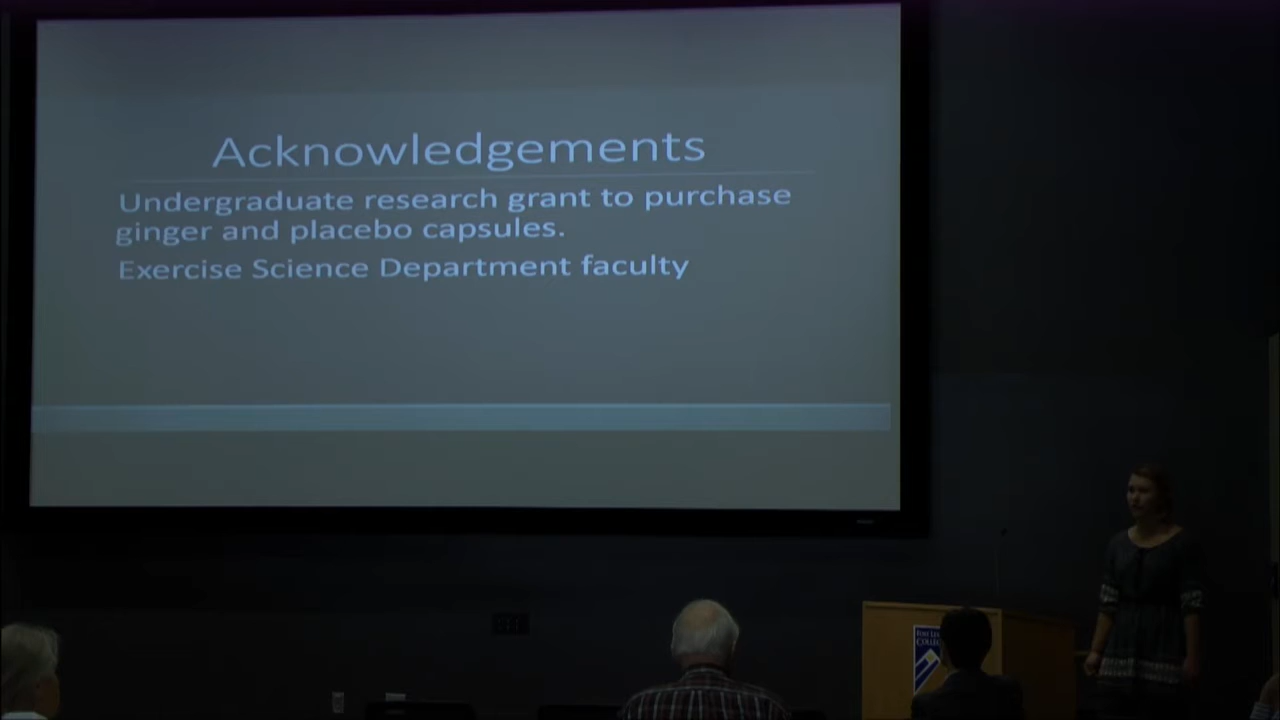 Acknowledgements
Undergraduate research grant to purchase
ginger and placebo capsules.
Exercise Science Department faculty